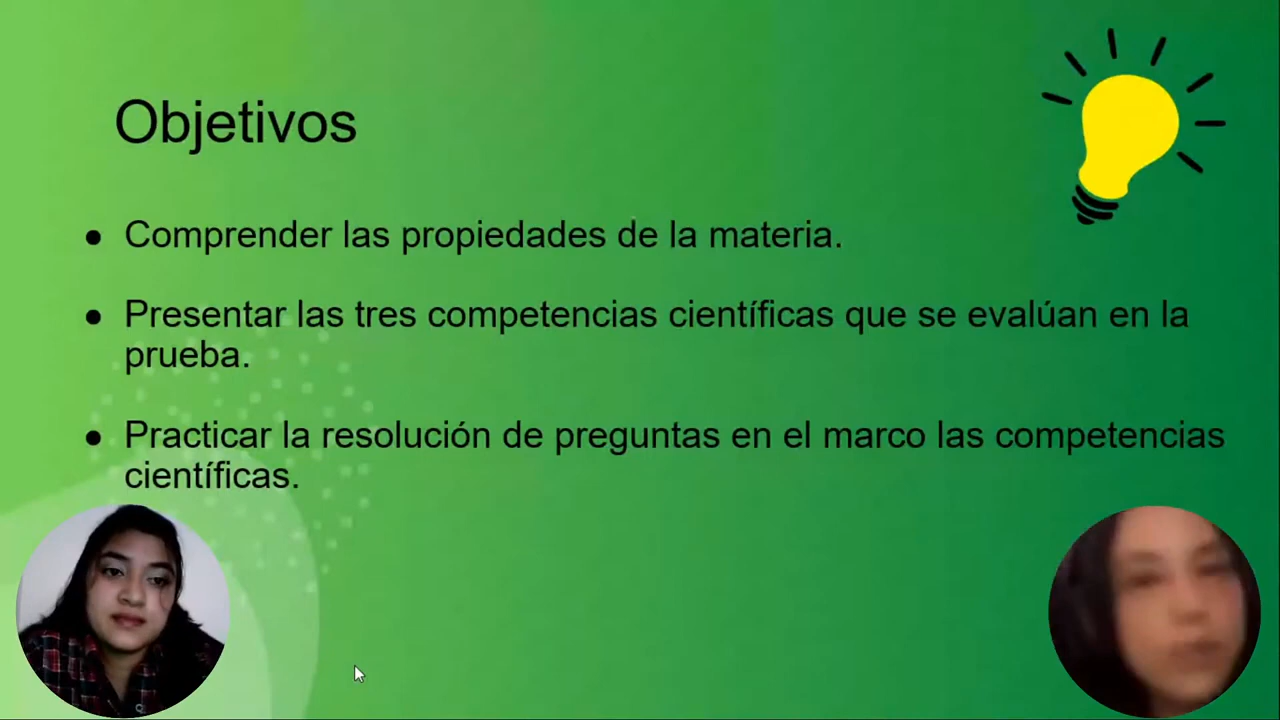 Objetivos
● Comprender las propiedades de la materia.
● Presentar las tres competencias científicas que se evalúan en la
prueba.
● Practicar la resolución de preguntas en el marco las competencias
científicas.